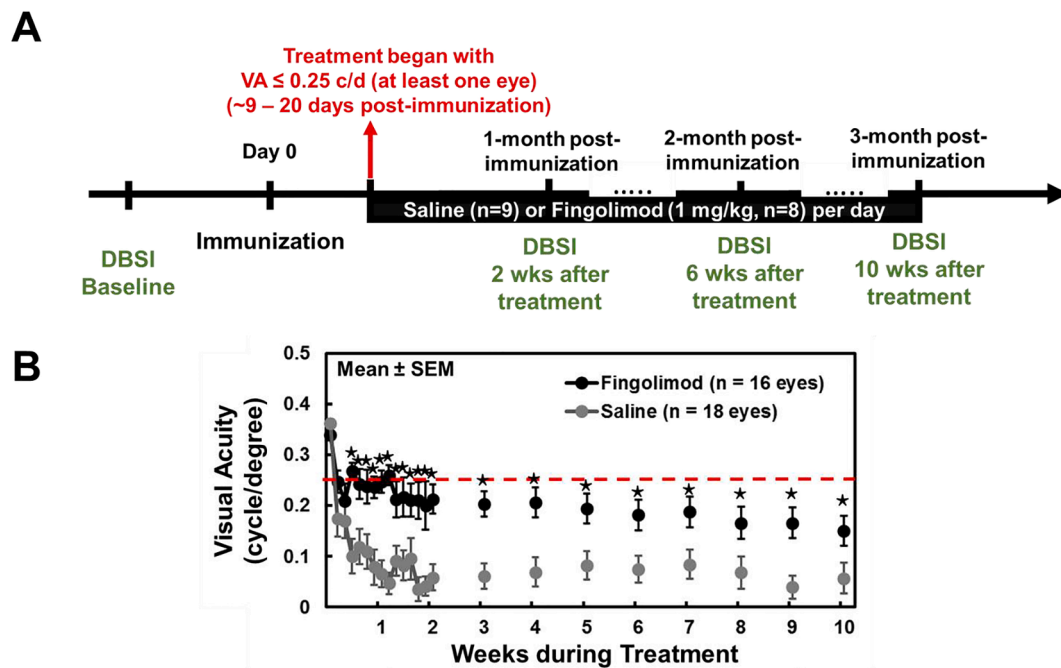 A
Treatment began with
VA ≤ 0.25 c/d (at least one eye)
(~9 – 20 days post-immunization)
Day 0
1-month post-
immunization
2-month post-
immunization
3-month post-
immunization
.....
.....
Saline (n=9) or Fingolimod (1 mg/kg, n=8) per day
Immunization
DBSI
Baseline
DBSI
2 wks after
treatment
DBSI
6 wks after
treatment
DBSI
10 wks after
treatment
B
Mean ± SEM
Fingolimod (n = 16 eyes)
Saline (n = 18 eyes)
Visual Acuity
(cycle/degree)
0.5
0.4
0.3
0.2
0.1
0
1 2 3 4 5 6 7 8 9 10
Weeks during Treatment